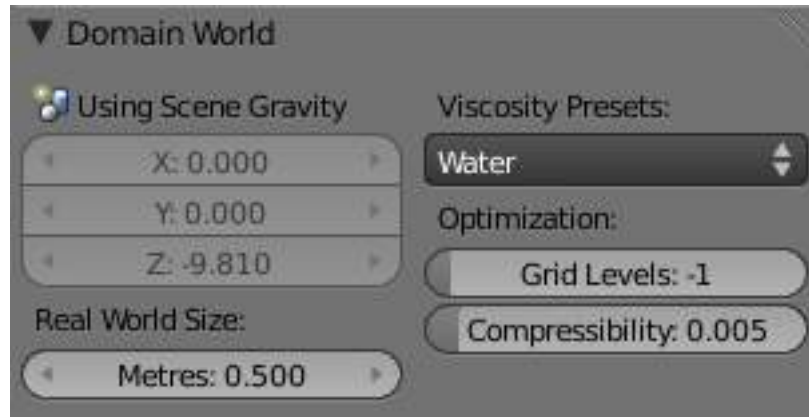 Domain World
Using Scene Gravity
X: 0.000
Y: 0.000
Z: -9.810
Real World Size:
Metres: 0.500
Viscosity Presets:
Water
Optimization:
Grid Levels: -1
Compressibility: 0.005